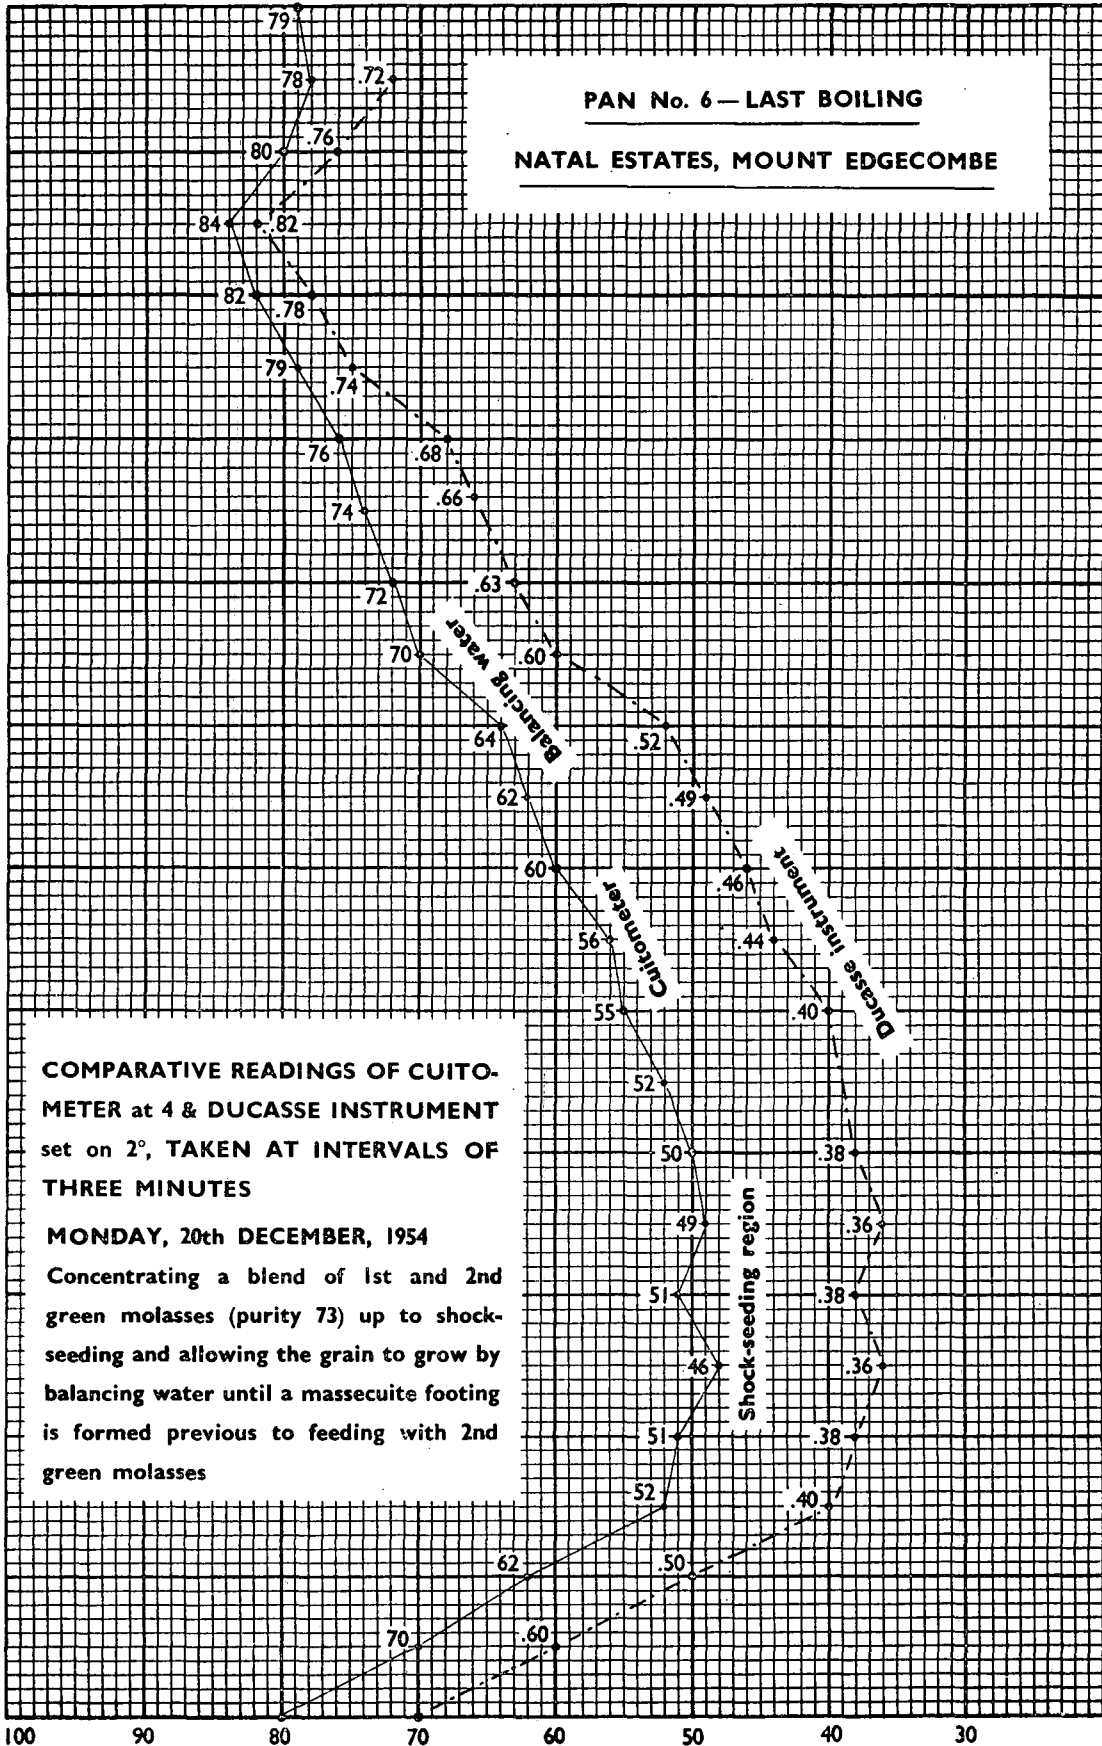 79
78
.72
.76
80
84
.82
82
.78
79
.74
76
.68
.66
74
.63
72
70
.60
64
.52
62
.49
60
.46
56
.44
55
.40
52
50
.38
49
.36
51
.38
46
.36
51
.38
52
.40
62
.50
70
.60
PAN No. 6 — LAST BOILING
NATAL ESTATES, MOUNT EDGECOMBE
Balancing water
Cuitometer
Ducasse instrument
Shock-seeding region
COMPARATIVE READINGS OF CUITO-
METER at 4 & DUCASSE INSTRUMENT
set on 2°, TAKEN AT INTERVALS OF
THREE MINUTES
MONDAY, 20th DECEMBER, 1954
Concentrating a blend of 1st and 2nd
green molasses (purity 73) up to shock-
seeding and allowing the grain to grow by
balancing water until a massecuite footing
is formed previous to feeding with 2nd
green molasses
100 90 80 70 60 50 40 30